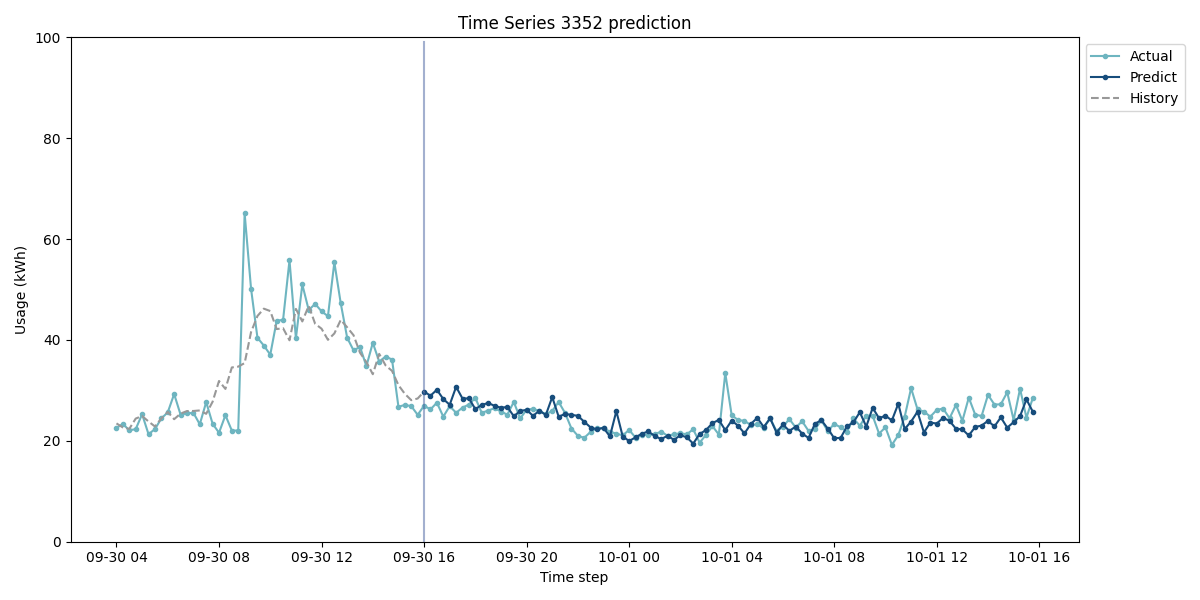 Time Series 3352 prediction
Usage (kWh)
100
80
60
40
20
0
09-30 04
09-30 08
09-30 12
09-30 16
09-30 20
10-01 00
10-01 04
10-01 08
10-01 12
10-01 16
Time step
Actual
Predict
History